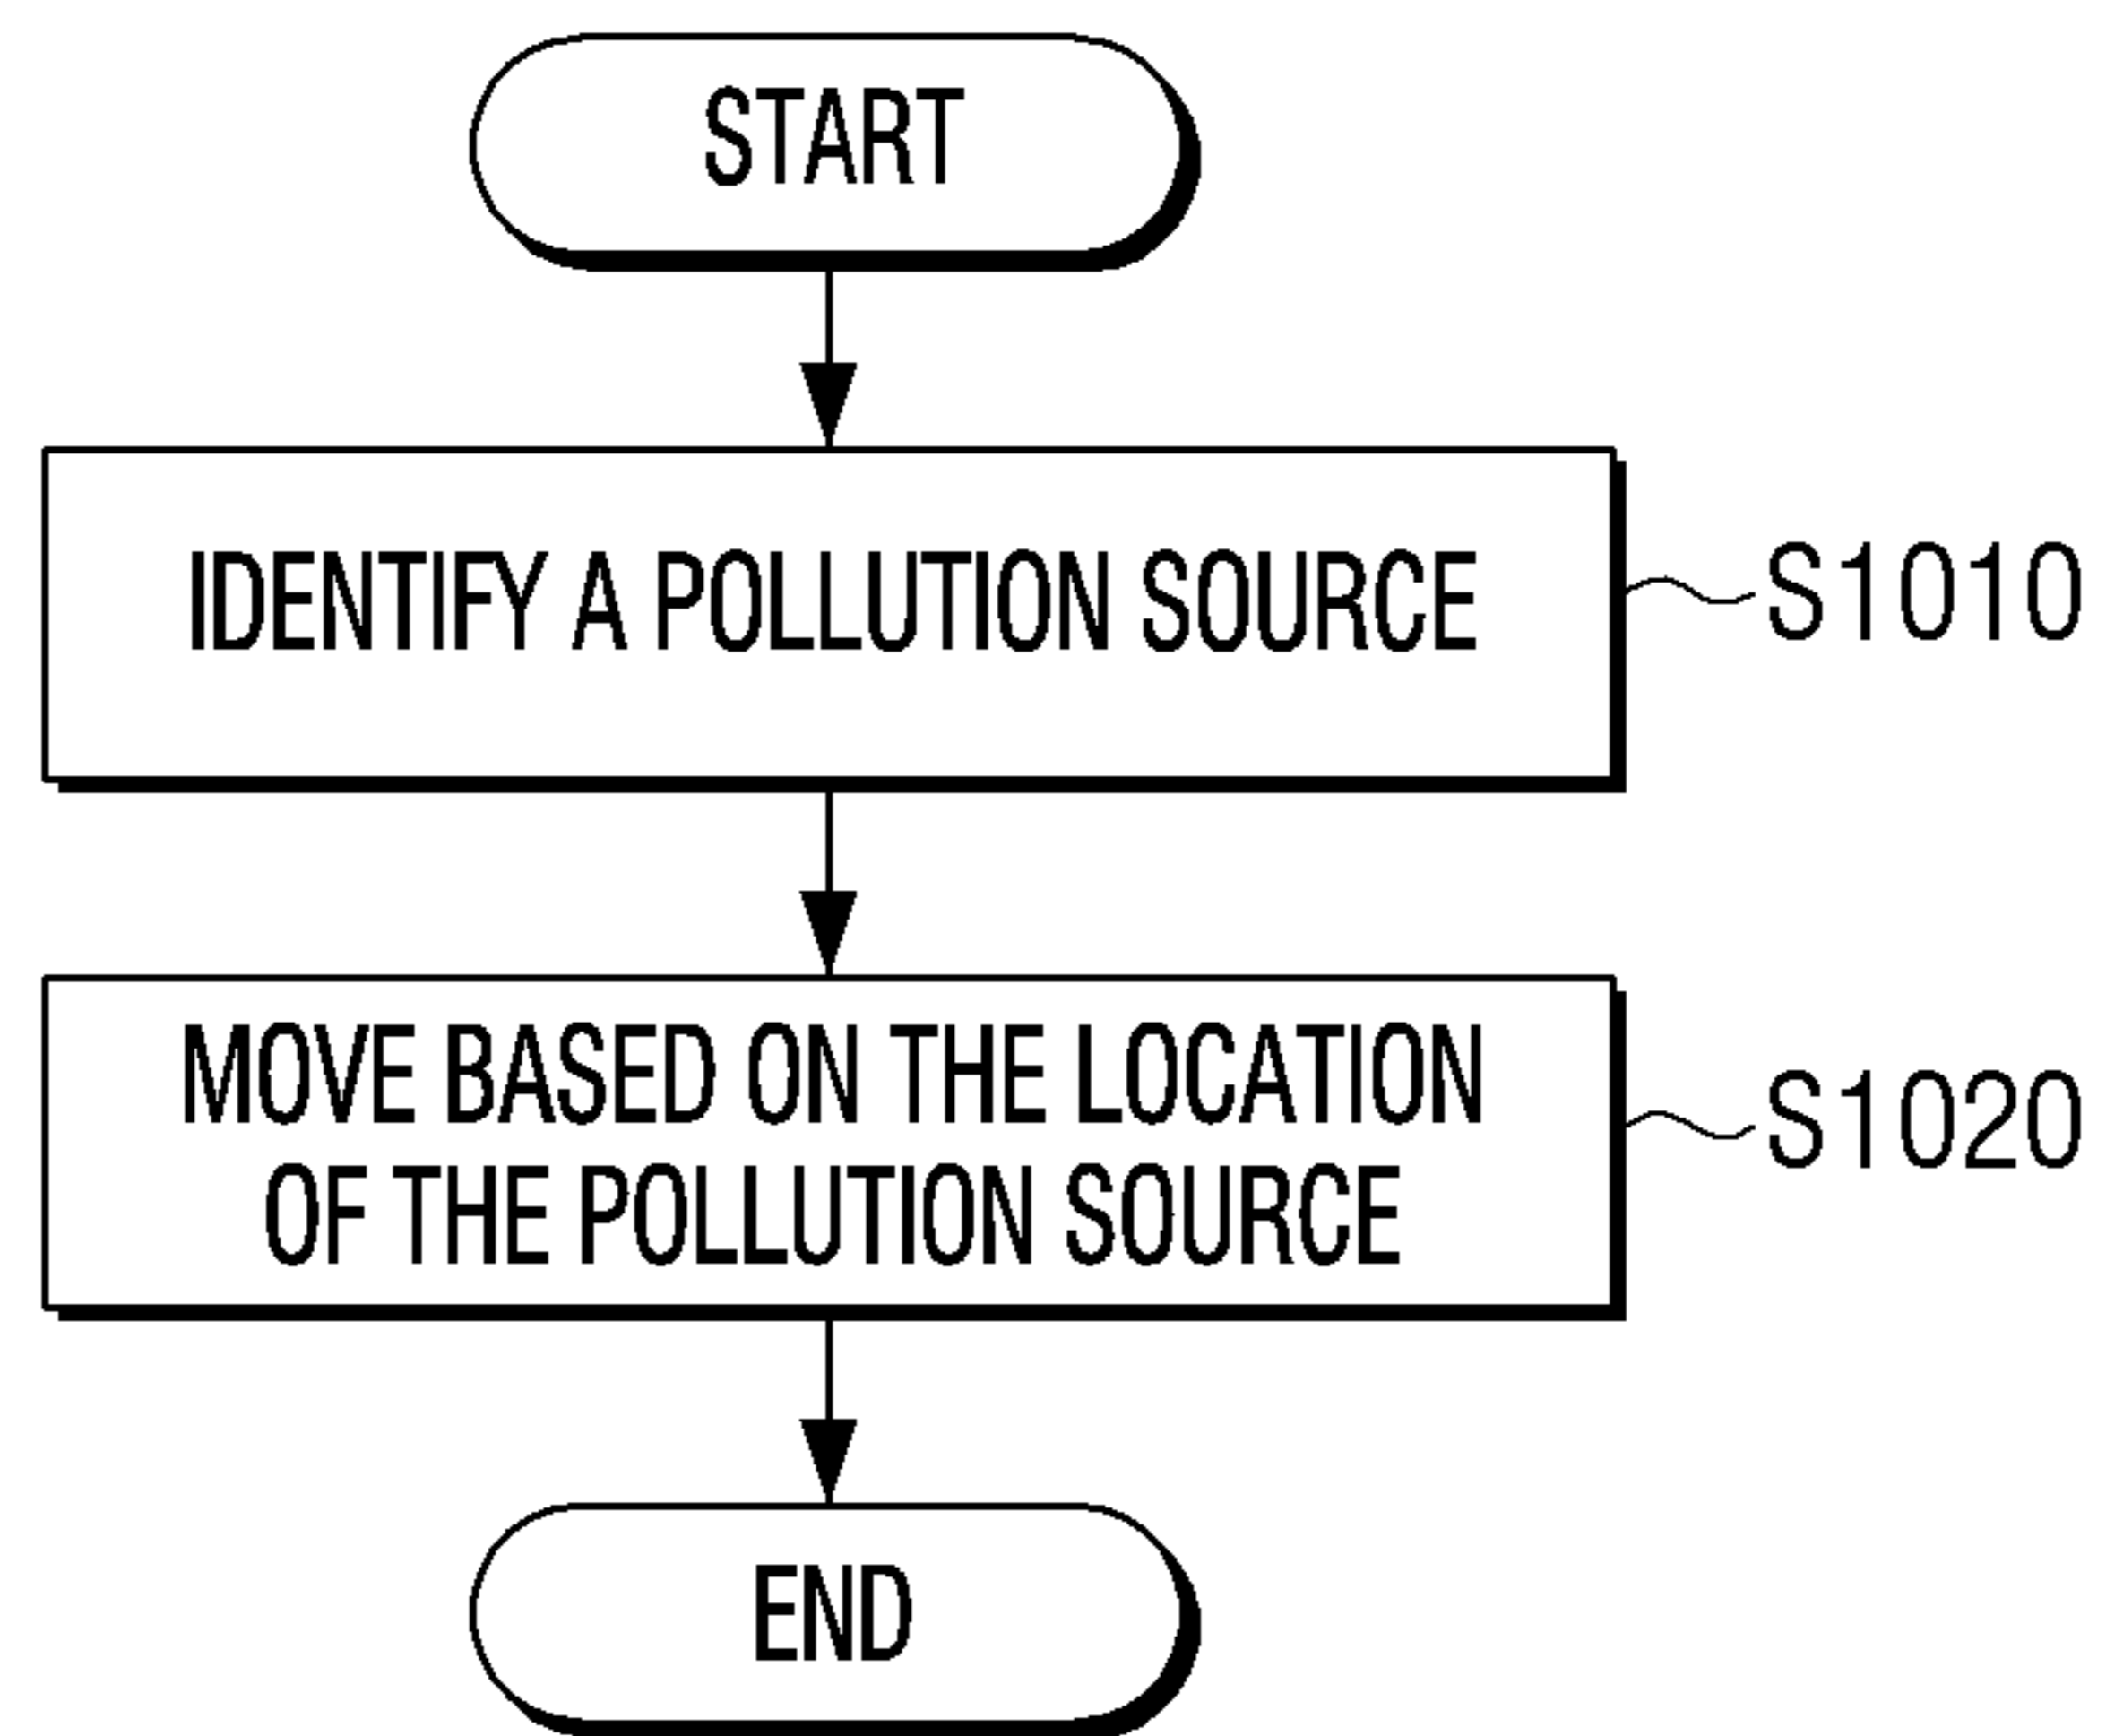 START
IDENTIFY A POLLUTION SOURCE
S1010
MOVE BASED ON THE LOCATION
OF THE POLLUTION SOURCE
S1020
END